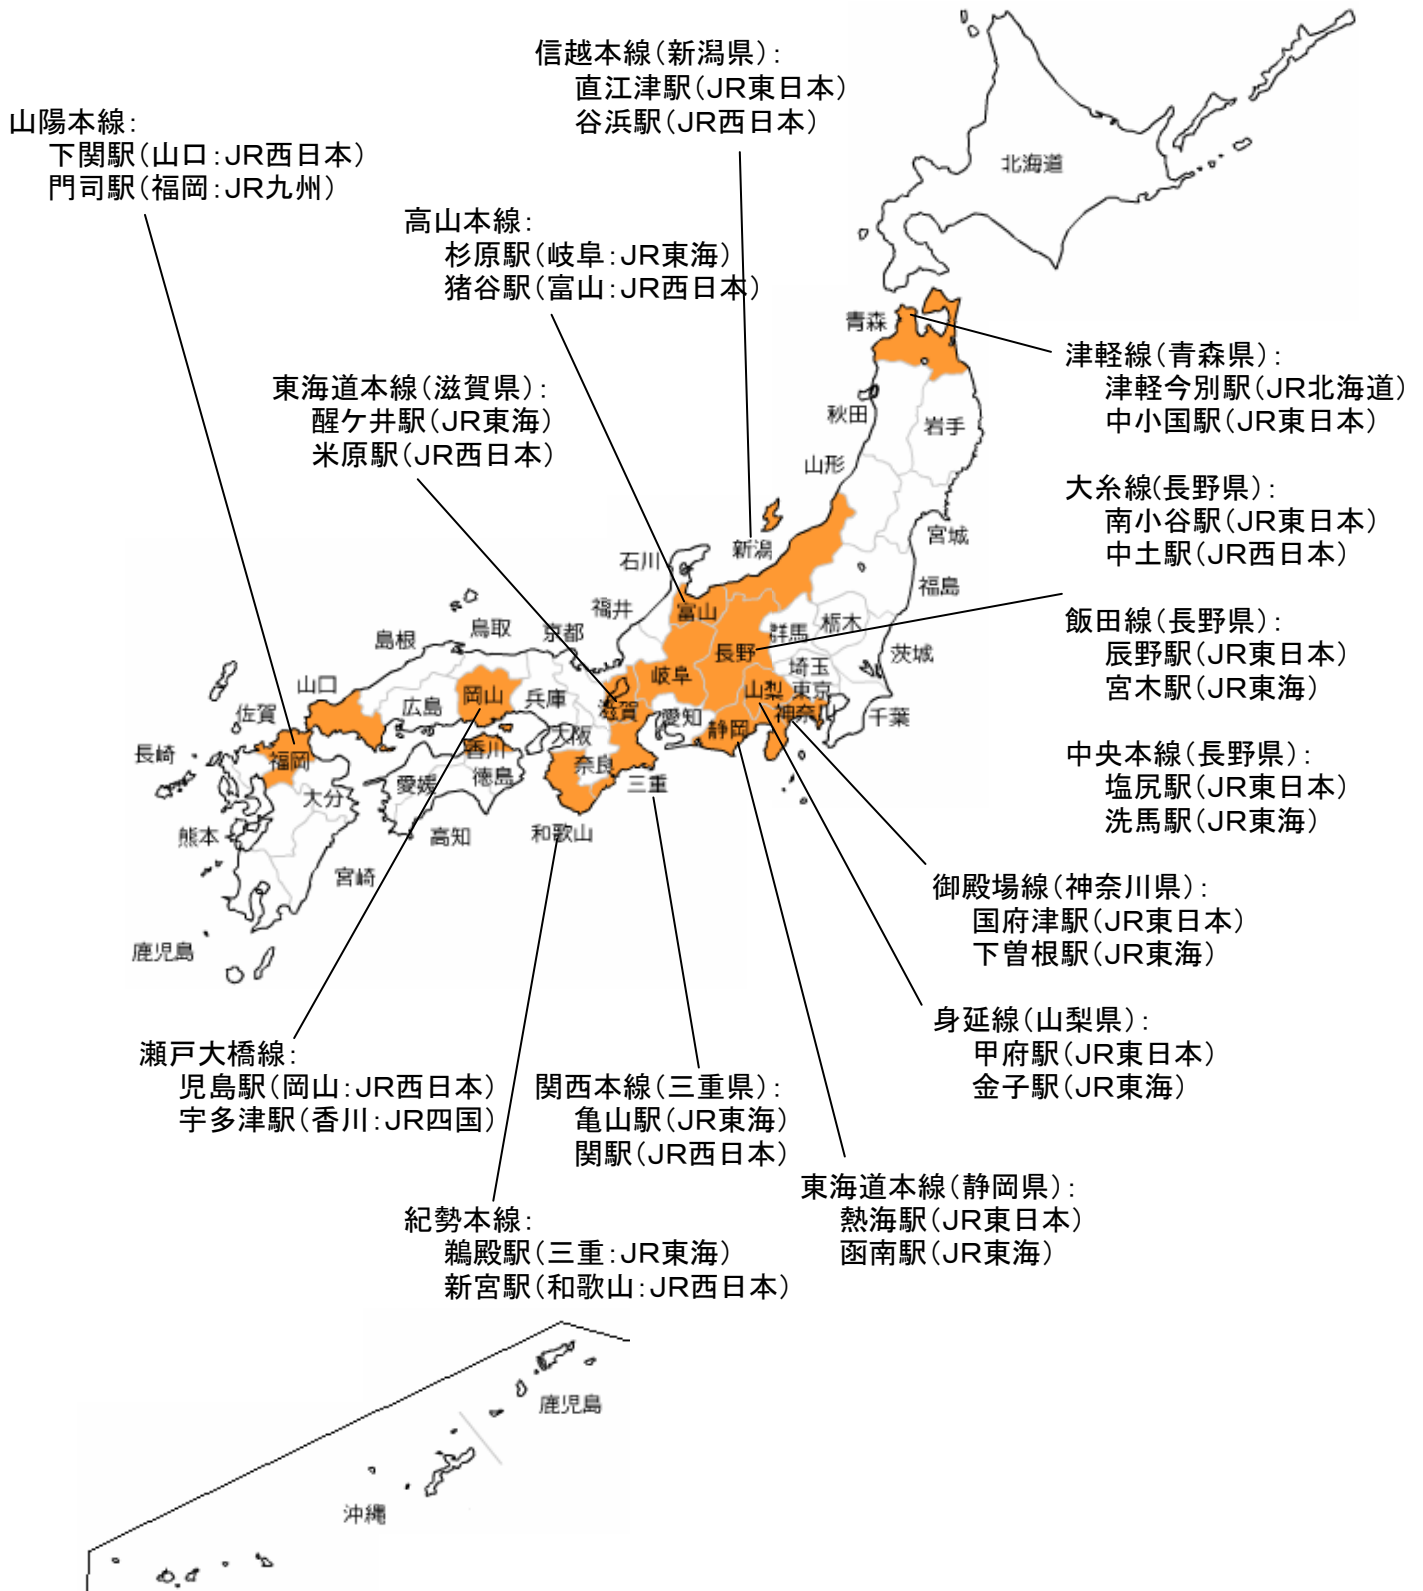 信越本線(新潟県):
直江津駅(JR東日本)
谷浜駅(JR西日本)
山陽本線:
下関駅(山口:JR西日本)
門司駅(福岡:JR九州)
高山本線:
杉原駅(岐阜:JR東海)
猪谷駅(富山:JR西日本)
東海道本線(滋賀県):
醒ケ井駅(JR東海)
米原駅(JR西日本)
北海道
青森
秋田
岩手
山形
宮城
新潟
福島
石川
富山
福井
群馬
栃木
茨城
長野
埼玉
岐阜
山梨
東京
神奈川
千葉
愛知
静岡
滋賀
三重
京都
兵庫
大阪
奈良
和歌山
鳥取
島根
岡山
広島
山口
香川
徳島
愛媛
高知
佐賀
福岡
長崎
大分
熊本
宮崎
鹿児島
津軽線(青森県):
津軽今別駅(JR北海道)
中小国駅(JR東日本)
大糸線(長野県):
南小谷駅(JR東日本)
中土駅(JR西日本)
飯田線(長野県):
辰野駅(JR東日本)
宮木駅(JR東海)
中央本線(長野県):
塩尻駅(JR東日本)
洗馬駅(JR東海)
御殿場線(神奈川県):
国府津駅(JR東日本)
下曽根駅(JR東海)
身延線(山梨県):
甲府駅(JR東日本)
金子駅(JR東海)
瀬戸大橋線:
児島駅(岡山:JR西日本)
宇多津駅(香川:JR四国)
関西本線(三重県):
亀山駅(JR東海)
関駅(JR西日本)
東海道本線(静岡県):
熱海駅(JR東日本)
函南駅(JR東海)
紀勢本線:
鵜殿駅(三重:JR東海)
新宮駅(和歌山:JR西日本)
鹿児島
沖縄